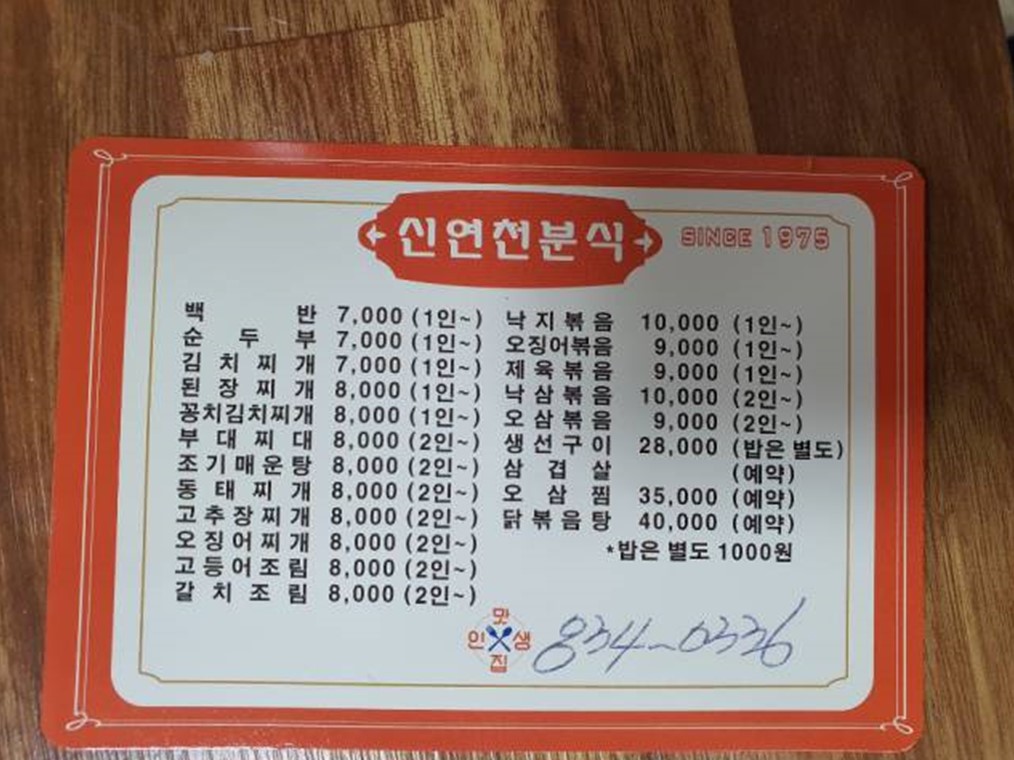 신연천분식
SINCE 1975
백반 7,000 (1인~)
순두부 7,000 (1인~)
김치찌개 7,000 (1인~)
된장찌개 8,000 (1인~)
꽁치김치찌개 8,000 (1인~)
부대찌대 8,000 (2인~)
조기매운탕 8,000 (2인~)
동태찌개 8,000 (2인~)
고추장찌개 8,000 (2인~)
오징어찌개 8,000 (2인~)
고등어조림 8,000 (2인~)
갈치조림 8,000 (2인~)
낙지볶음 10,000 (1인~)
오징어볶음 9,000 (1인~)
제육볶음 9,000 (1인~)
낙삼볶음 10,000 (2인~)
오삼볶음 9,000 (2인~)
생선구이 28,000 (밥은 별도)
삼겹살 (예약)
오삼찜 35,000 (예약)
닭볶음탕 40,000 (예약)
*밥은 별도 1000원
맛
인 생
집
834-0336